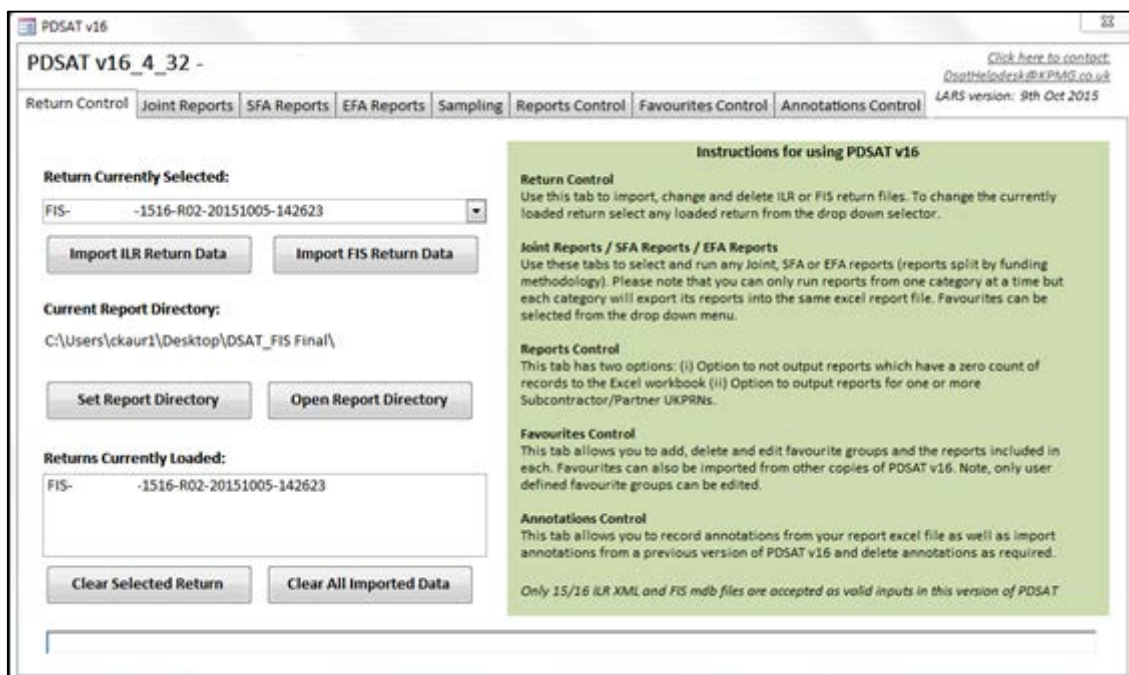 PDSAT v16
PDSAT v16_4_32 -
Click here to contact:
DsatHelpdesk@KPMG.co.uk
LARS version: 9th Oct 2015
Return Control Joint Reports SFA Reports EFA Reports Sampling Reports Control Favourites Control Annotations Control
Return Currently Selected:
FIS- -1516-R02-20151005-142623
Import ILR Return Data Import FIS Return Data
Current Report Directory:
C:\Users\ckaur1\Desktop\DSAT_FIS Final\
Set Report Directory Open Report Directory
Returns Currently Loaded:
FIS- -1516-R02-20151005-142623
Clear Selected Return Clear All Imported Data
Instructions for using PDSAT v16
Return Control
Use this tab to import, change and delete ILR or FIS return files. To change the currently
loaded return select any loaded return from the drop down selector.
Joint Reports / SFA Reports / EFA Reports
Use these tabs to select and run any Joint, SFA or EFA reports (reports split by funding
methodology). Please note that you can only run reports from one category at a time but
each category will export its reports into the same excel report file. Favourites can be
selected from the drop down menu.
Reports Control
This tab has two options: (i) Option to not output reports which have a zero count of
records to the Excel workbook (ii) Option to output reports for one or more
Subcontractor/Partner UKPRNs.
Favourites Control
This tab allows you to add, delete and edit favourite groups and the reports included in
each. Favourites can also be imported from other copies of PDSAT v16. Note, only user
defined favourite groups can be edited.
Annotations Control
This tab allows you to record annotations from your report excel file as well as import
annotations from a previous version of PDSAT v16 and delete annotations as required.
Only 15/16 ILR XML and FIS mdb files are accepted as valid inputs in this version of PDSAT